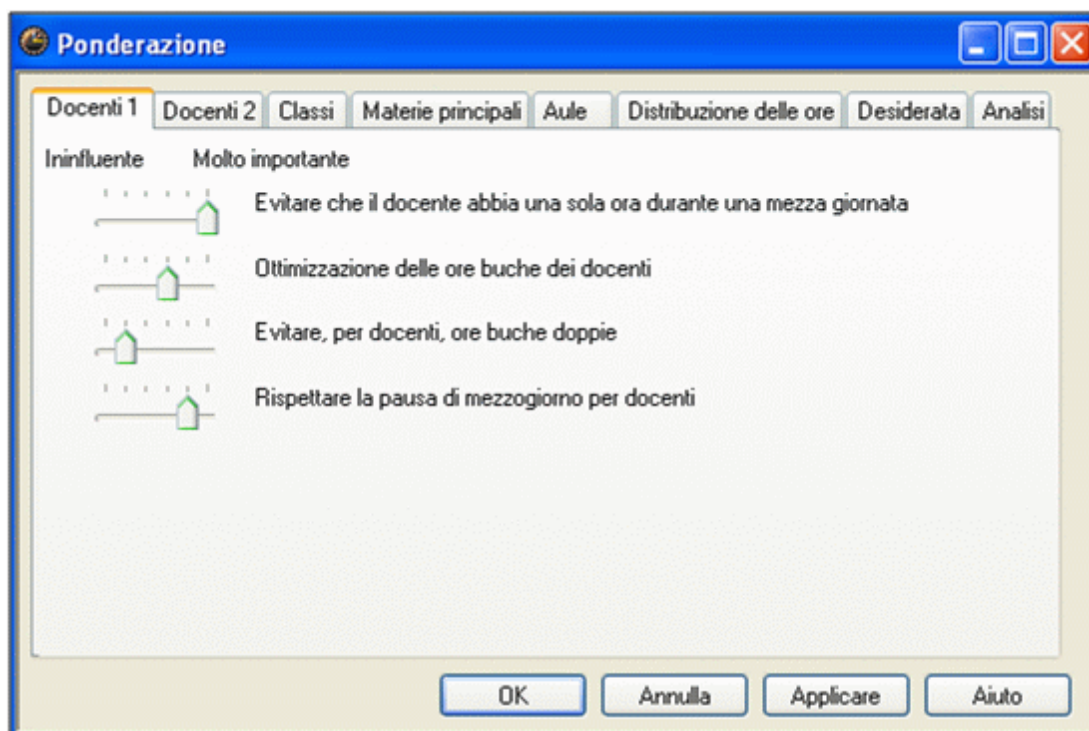 Ponderazione
Docenti 1 Docenti 2 Classi Materie principali Aule Distribuzione delle ore Desiderata Analisi
Ininfluente Molto importante
Evitare che il docente abbia una sola ora durante una mezza giornata
Ottimizzazione delle ore buche dei docenti
Evitare, per docenti, ore buche doppie
Rispettare la pausa di mezzogiorno per docenti
OK Annulla Applicare Aiuto